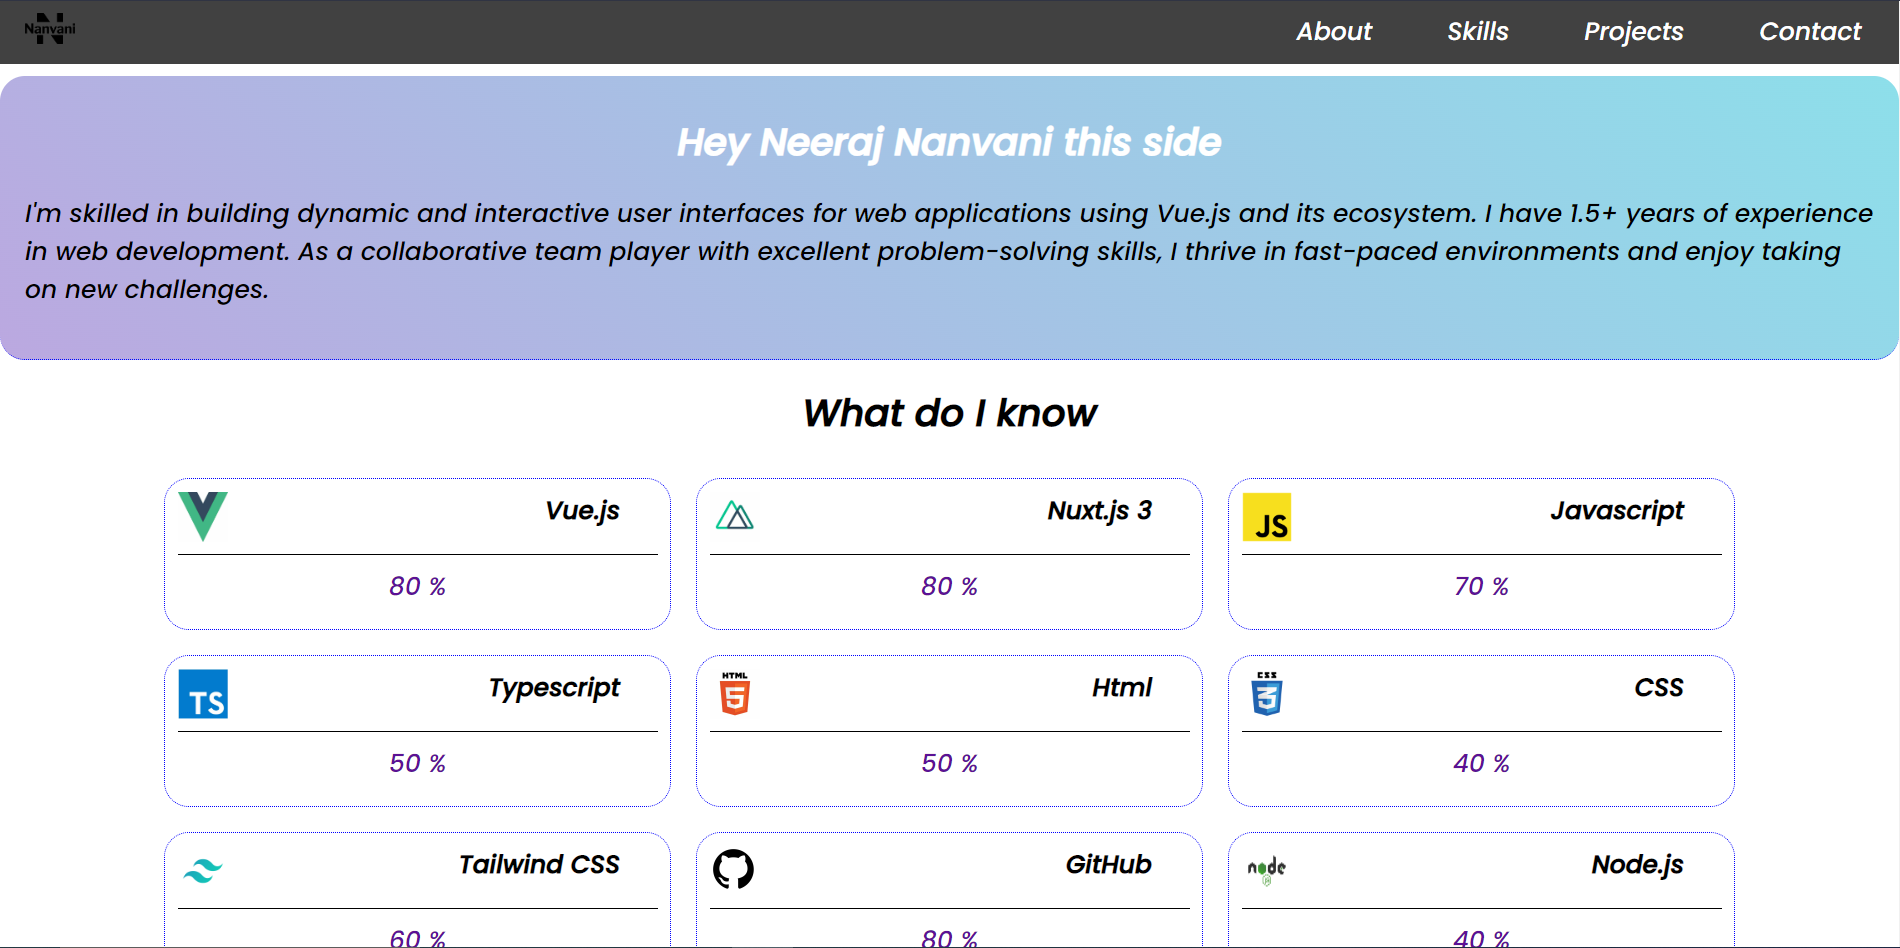 Nanvani
About Skills Projects Contact
Hey Neeraj Nanvani this side
I'm skilled in building dynamic and interactive user interfaces for web applications using Vue.js and its ecosystem. I have 1.5+ years of experience
in web development. As a collaborative team player with excellent problem-solving skills, I thrive in fast-paced environments and enjoy taking
on new challenges.
What do I know
Vue.js
80 %
Nuxt.js 3
80 %
JS
Javascript
70 %
TS
Typescript
50 %
HTML
5
Html
50 %
CSS
3
CSS
40 %
Tailwind CSS
60 %
GitHub
80 %
node
JS
Node.js
40 %